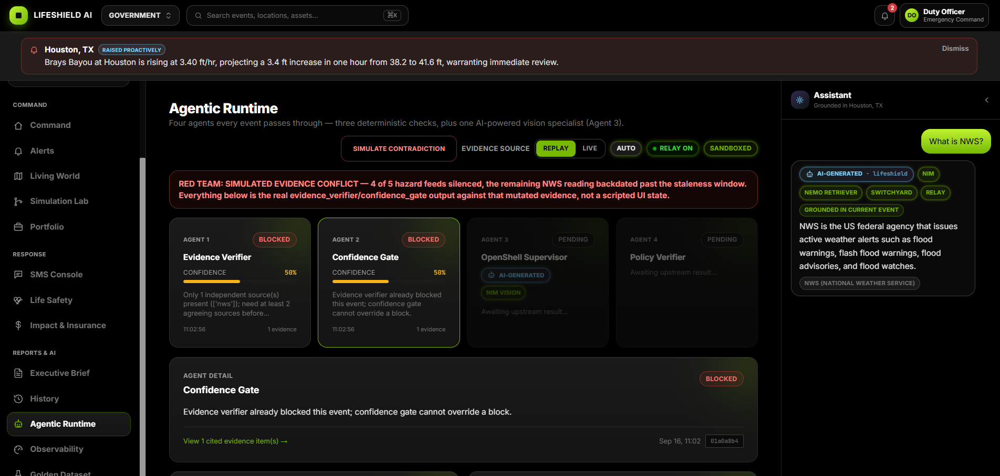 LIFESHIELD AI
GOVERNMENT
Search events, locations, assets...
⌘K
2
DO
Duty Officer
Emergency Command
Houston, TX
RAISED PROACTIVELY
Dismiss
Brays Bayou at Houston is rising at 3.40 ft/hr, projecting a 3.4 ft increase in one hour from 38.2 to 41.6 ft, warranting immediate review.
COMMAND
Command
Alerts
Living World
Simulation Lab
Portfolio
RESPONSE
SMS Console
Life Safety
Impact & Insurance
REPORTS & AI
Executive Brief
History
Agentic Runtime
Observability
Golden Dataset
Agentic Runtime
Four agents every event passes through — three deterministic checks, plus one AI-powered vision specialist (Agent 3).
SIMULATE CONTRADICTION
EVIDENCE SOURCE
REPLAY
LIVE
AUTO
RELAY ON
SANDBOXED
RED TEAM: SIMULATED EVIDENCE CONFLICT — 4 of 5 hazard feeds silenced, the remaining NWS reading backdated past the staleness window.
Everything below is the real evidence_verifier/confidence_gate output against that mutated evidence, not a scripted UI state.
AGENT 1
BLOCKED
Evidence Verifier
CONFIDENCE
50%
Only 1 independent source(s)
present (['nws']); need at least 2
agreeing sources before...
11:02:56
1 evidence
AGENT 2
BLOCKED
Confidence Gate
CONFIDENCE
50%
Evidence verifier already blocked
this event; confidence gate
cannot override a block.
11:02:56
1 evidence
AGENT 3
PENDING
OpenShell Supervisor
AI-GENERATED
NIM VISION
Awaiting upstream result...
AGENT 4
PENDING
Policy Verifier
Awaiting upstream result...
AGENT DETAIL
BLOCKED
Confidence Gate
Evidence verifier already blocked this event; confidence gate cannot override a block.
View 1 cited evidence item(s) →
Sep 16, 11:02
01a0a8b4
Assistant
Grounded in Houston, TX
What is NWS?
AI-GENERATED · lifeshield
NIM
NEMO RETRIEVER
SWITCHYARD
RELAY
GROUNDED IN CURRENT EVENT
NWS is the US federal agency that issues
active weather alerts such as flood
warnings, flash flood warnings, flood
advisories, and flood watches.
NWS (NATIONAL WEATHER SERVICE)